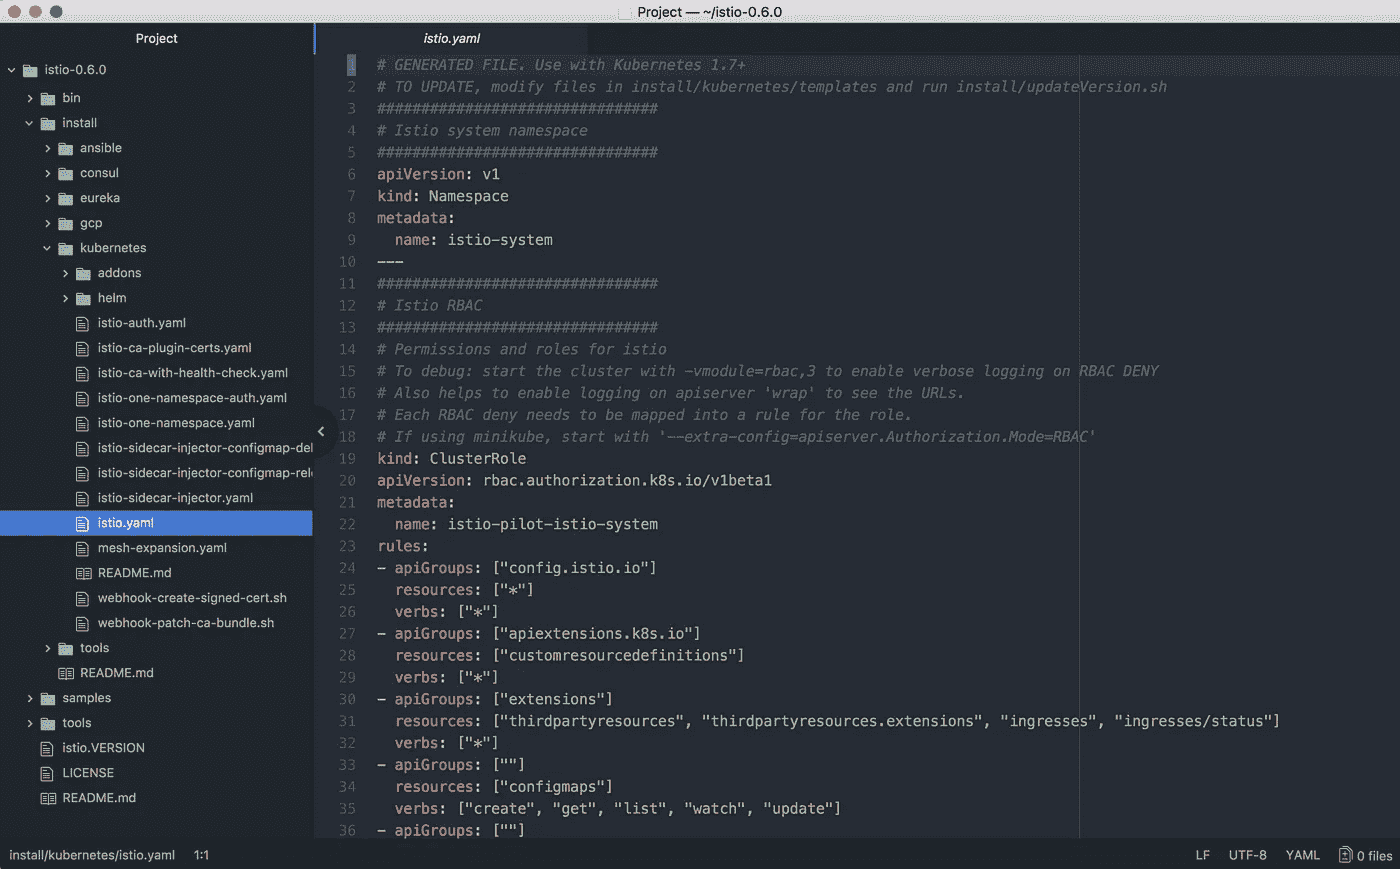 Project — ~/istio-0.6.0
Project
istio-0.6.0
bin
install
ansible
consul
eureka
gcp
kubernetes
addons
helm
istio-auth.yaml
istio-ca-plugin-certs.yaml
istio-ca-with-health-check.yaml
istio-one-namespace-auth.yaml
istio-one-namespace.yaml
istio-sidecar-injector-configmap-del
istio-sidecar-injector-configmap-rel
istio-sidecar-injector.yaml
istio.yaml
mesh-expansion.yaml
README.md
webhook-create-signed-cert.sh
webhook-patch-ca-bundle.sh
tools
README.md
samples
tools
istio.VERSION
LICENSE
README.md
istio.yaml
1 # GENERATED FILE. Use with Kubernetes 1.7+
2 # TO UPDATE, modify files in install/kubernetes/templates and run install/updateVersion.sh
3 ################################
4 # Istio system namespace
5 ################################
6 apiVersion: v1
7 kind: Namespace
8 metadata:
9   name: istio-system
10 ---
11 ################################
12 # Istio RBAC
13 ################################
14 # Permissions and roles for istio
15 # To debug: start the cluster with -vmodule=rbac,3 to enable verbose logging on RBAC DENY
16 # Also helps to enable logging on apiserver 'wrap' to see the URLs.
17 # Each RBAC deny needs to be mapped into a rule for the role.
18 # If using minikube, start with '--extra-config=apiserver.Authorization.Mode=RBAC'
19 kind: ClusterRole
20 apiVersion: rbac.authorization.k8s.io/v1beta1
21 metadata:
22   name: istio-pilot-istio-system
23 rules:
24 - apiGroups: ["config.istio.io"]
25   resources: ["*"]
26   verbs: ["*"]
27 - apiGroups: ["apiextensions.k8s.io"]
28   resources: ["customresourcedefinitions"]
29   verbs: ["*"]
30 - apiGroups: ["extensions"]
31   resources: ["thirdpartyresources", "thirdpartyresources.extensions", "ingresses", "ingresses/status"]
32   verbs: ["*"]
33 - apiGroups: [""]
34   resources: ["configmaps"]
35   verbs: ["create", "get", "list", "watch", "update"]
36 - apiGroups: [""]
install/kubernetes/istio.yaml 1:1 LF UTF-8 YAML 0 files